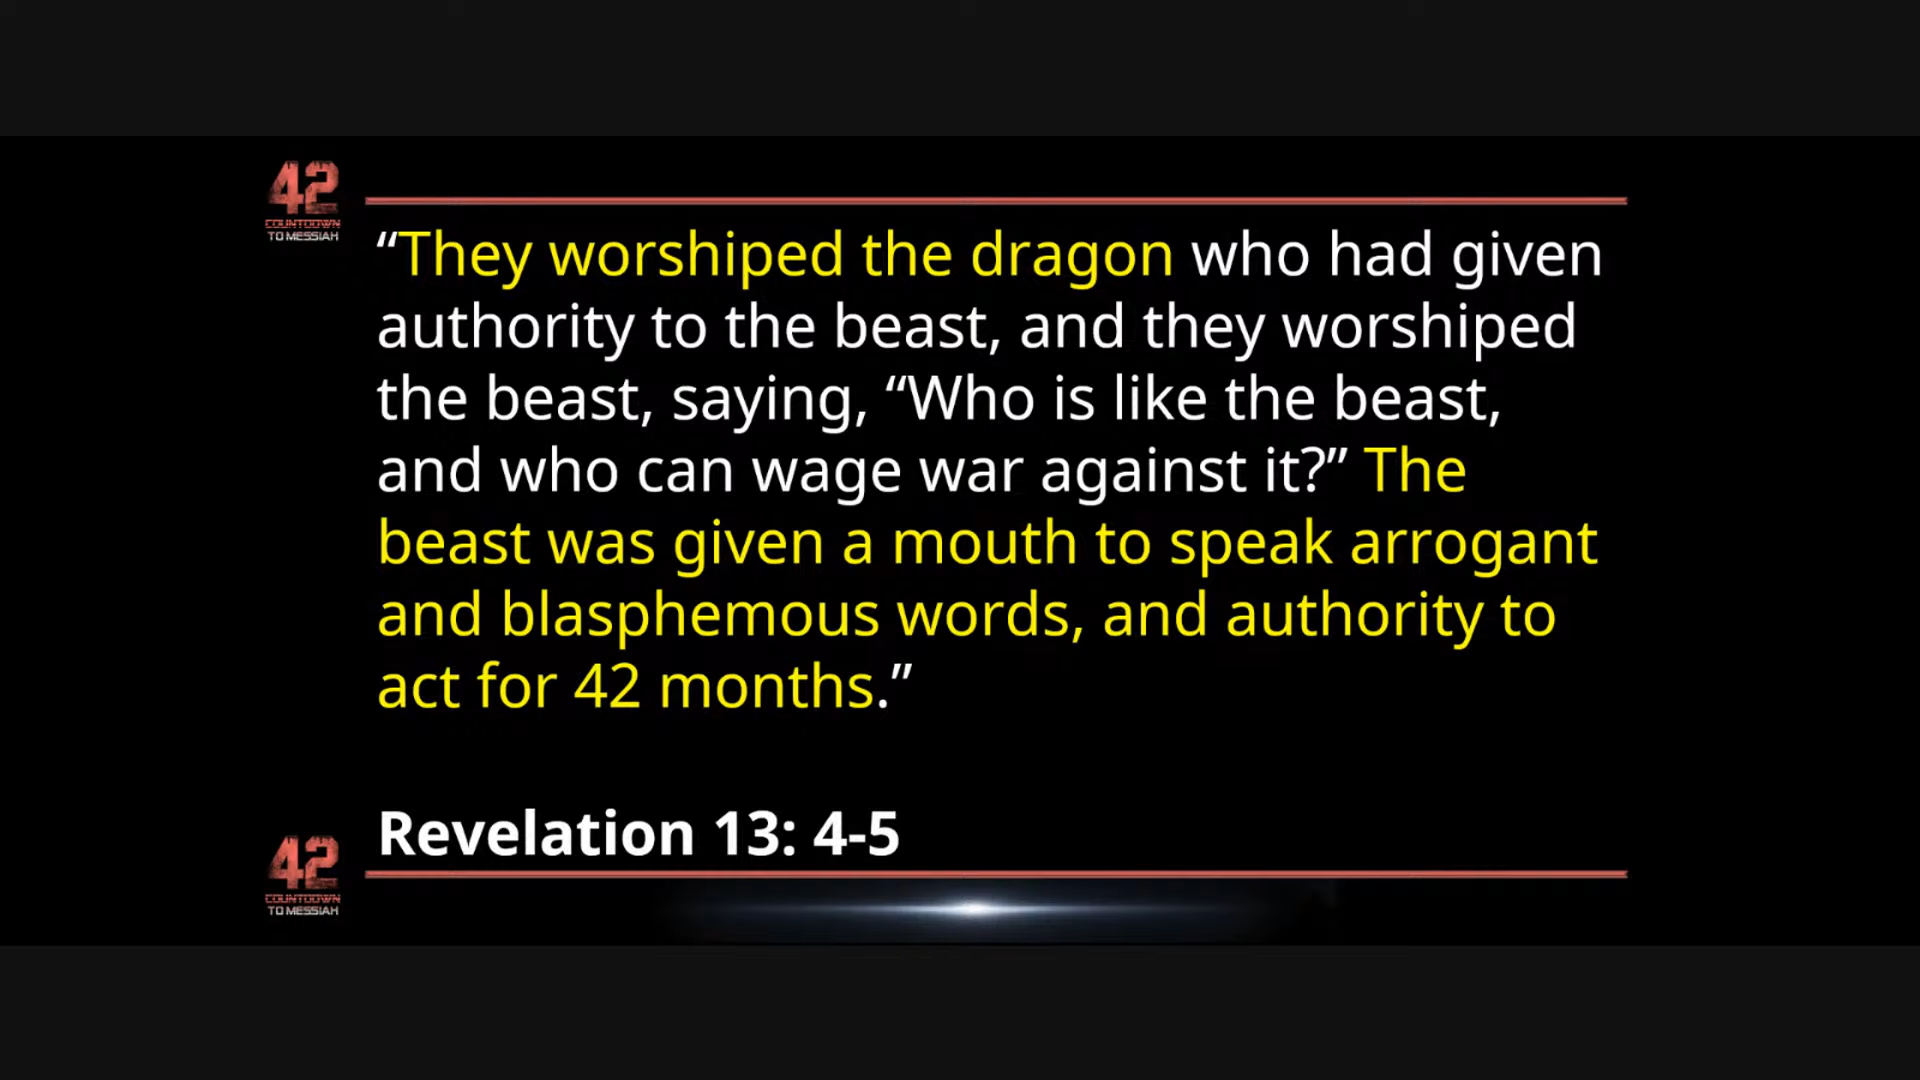 42
COUNTDOWN
TO MESSIAH
“They worshiped the dragon who had given
authority to the beast, and they worshiped
the beast, saying, “Who is like the beast,
and who can wage war against it?” The
beast was given a mouth to speak arrogant
and blasphemous words, and authority to
act for 42 months.”
Revelation 13: 4-5
42
COUNTDOWN
TO MESSIAH